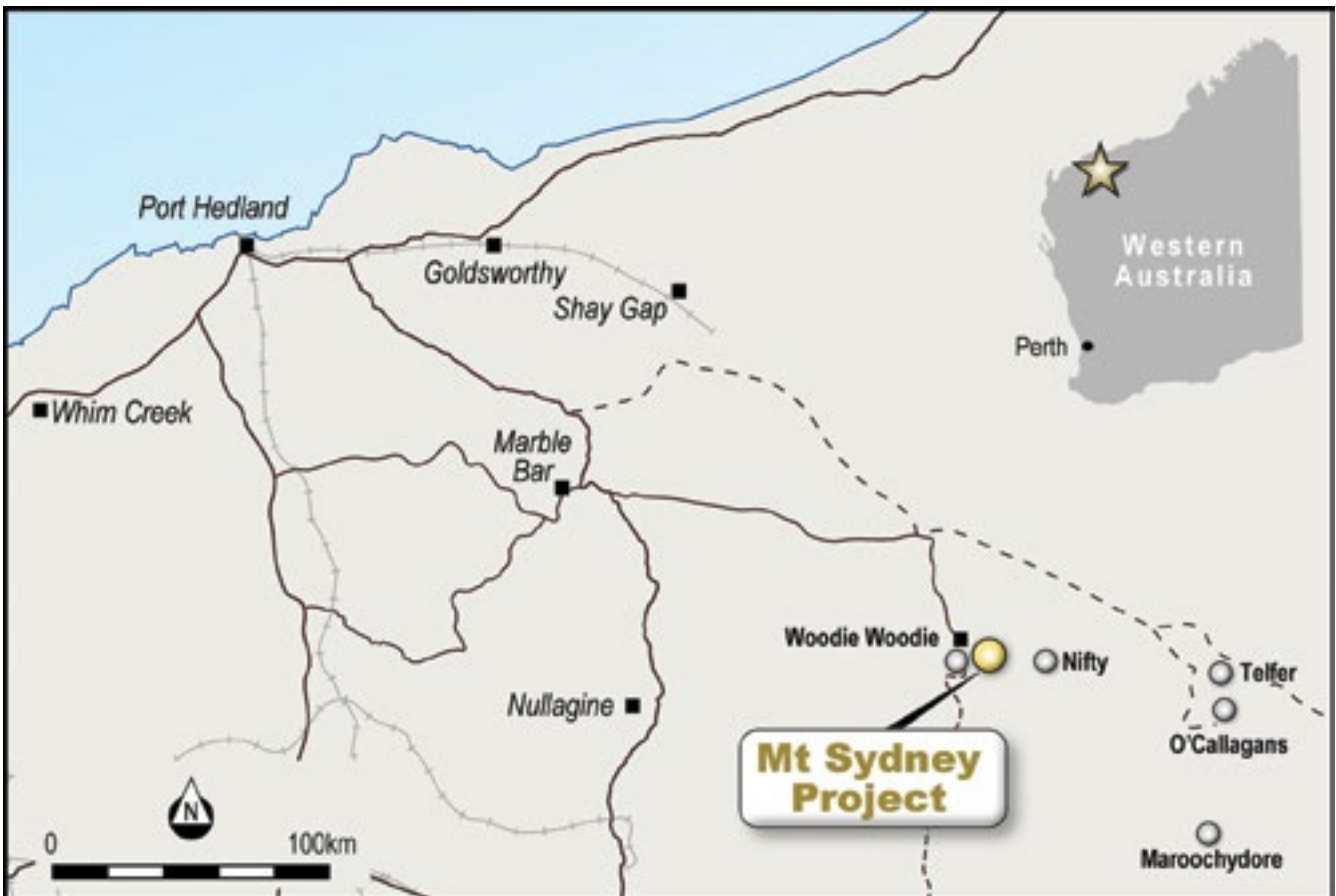 Port Hedland
Goldsworthy
Shay Gap
Western
Australia
Perth
Whim Creek
Marble
Bar
Woodie Woodie
Nifty
Telfer
Nullagine
O'Callagans
Mt Sydney
Project
N
0 100km
Maroochydore